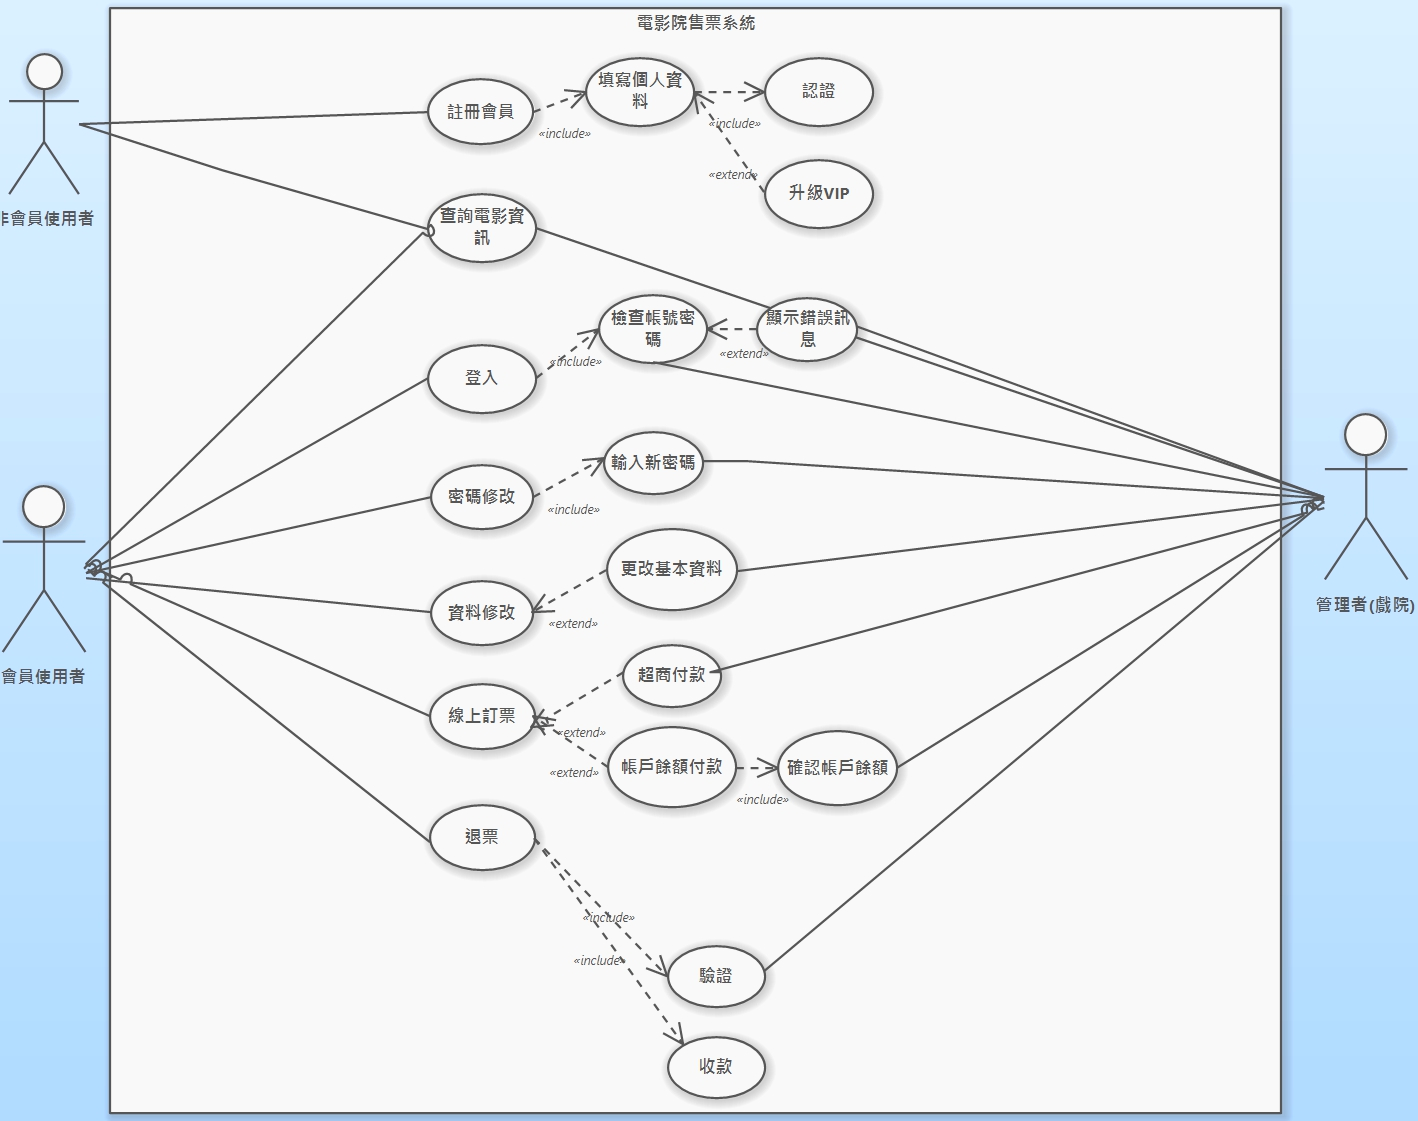 電影院售票系統
填寫個人資
料
認證
註冊會員
«include»
«include»
«extend»
升級VIP
非會員使用者
查詢電影資
訊
檢查帳號密
碼
顯示錯誤訊
息
«include»
«extend»
登入
輸入新密碼
密碼修改
«include»
更改基本資料
資料修改
«extend»
管理者(戲院)
會員使用者
超商付款
線上訂票
«extend»
帳戶餘額付款
確認帳戶餘額
«extend»
«include»
退票
«include»
«include»
驗證
收款